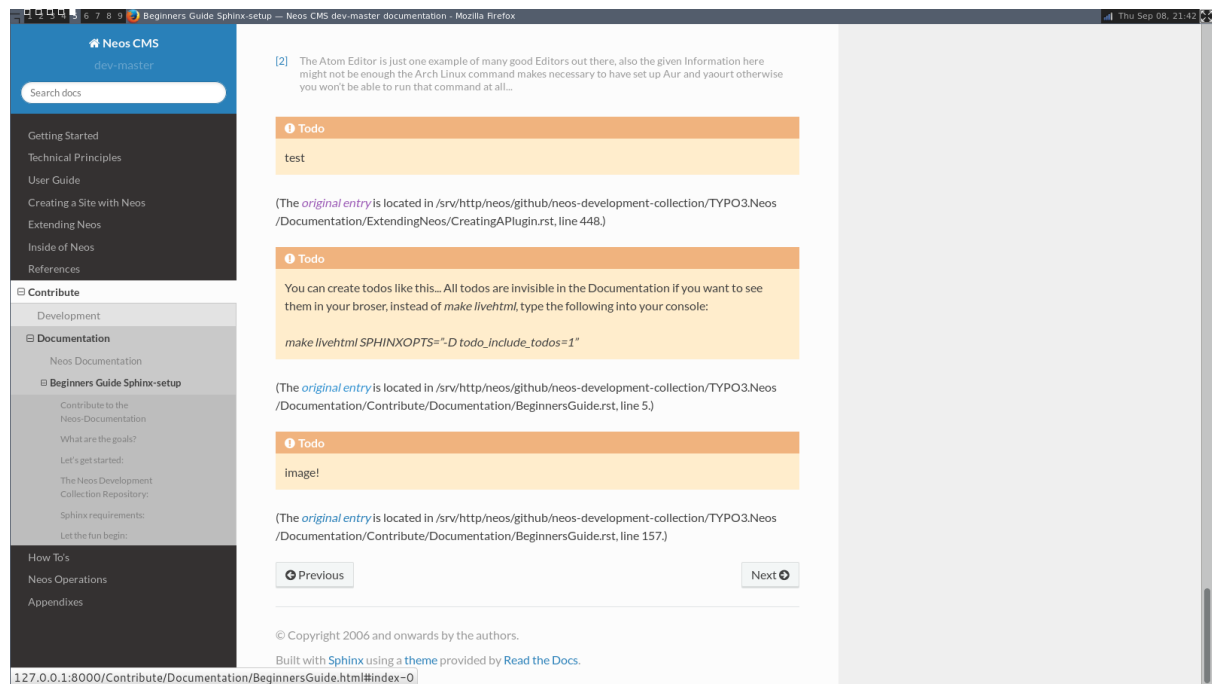 1 2 3 4 5 6 7 8 9 Beginners Guide Sphinx-setup — Neos CMS dev-master documentation - Mozilla Firefox
Thu Sep 08, 21:42
Neos CMS
dev-master
Search docs
Getting Started
Technical Principles
User Guide
Creating a Site with Neos
Extending Neos
Inside of Neos
References
Contribute
Development
Documentation
Neos Documentation
Beginners Guide Sphinx-setup
Contribute to the
Neos-Documentation
What are the goals?
Let's get started:
The Neos Development
Collection Repository:
Sphinx requirements:
Let the fun begin:
How To's
Neos Operations
Appendixes
[2] The Atom Editor is just one example of many good Editors out there, also the given Information here
might not be enough the Arch Linux command makes necessary to have set up Aur and yaourt otherwise
you won't be able to run that command at all...
Todo
test
(The original entry is located in /srv/http/neos/github/neos-development-collection/TYPO3.Neos
/Documentation/ExtendingNeos/CreatingAPlugin.rst, line 448.)
Todo
You can create todos like this... All todos are invisible in the Documentation if you want to see
them in your broser, instead of make livehtml, type the following into your console:
make livehtml SPHINXOPTS="-D todo_include_todos=1"
(The original entry is located in /srv/http/neos/github/neos-development-collection/TYPO3.Neos
/Documentation/Contribute/Documentation/BeginnersGuide.rst, line 5.)
Todo
image!
(The original entry is located in /srv/http/neos/github/neos-development-collection/TYPO3.Neos
/Documentation/Contribute/Documentation/BeginnersGuide.rst, line 157.)
Previous
Next
© Copyright 2006 and onwards by the authors.
Built with Sphinx using a theme provided by Read the Docs.
127.0.0.1:8000/Contribute/Documentation/BeginnersGuide.html#index-0